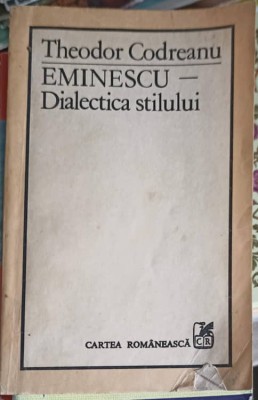 Theodor Codreanu
EMINESCU —
Dialectica stilului
CARTEA ROMÂNEASCĂ
CR